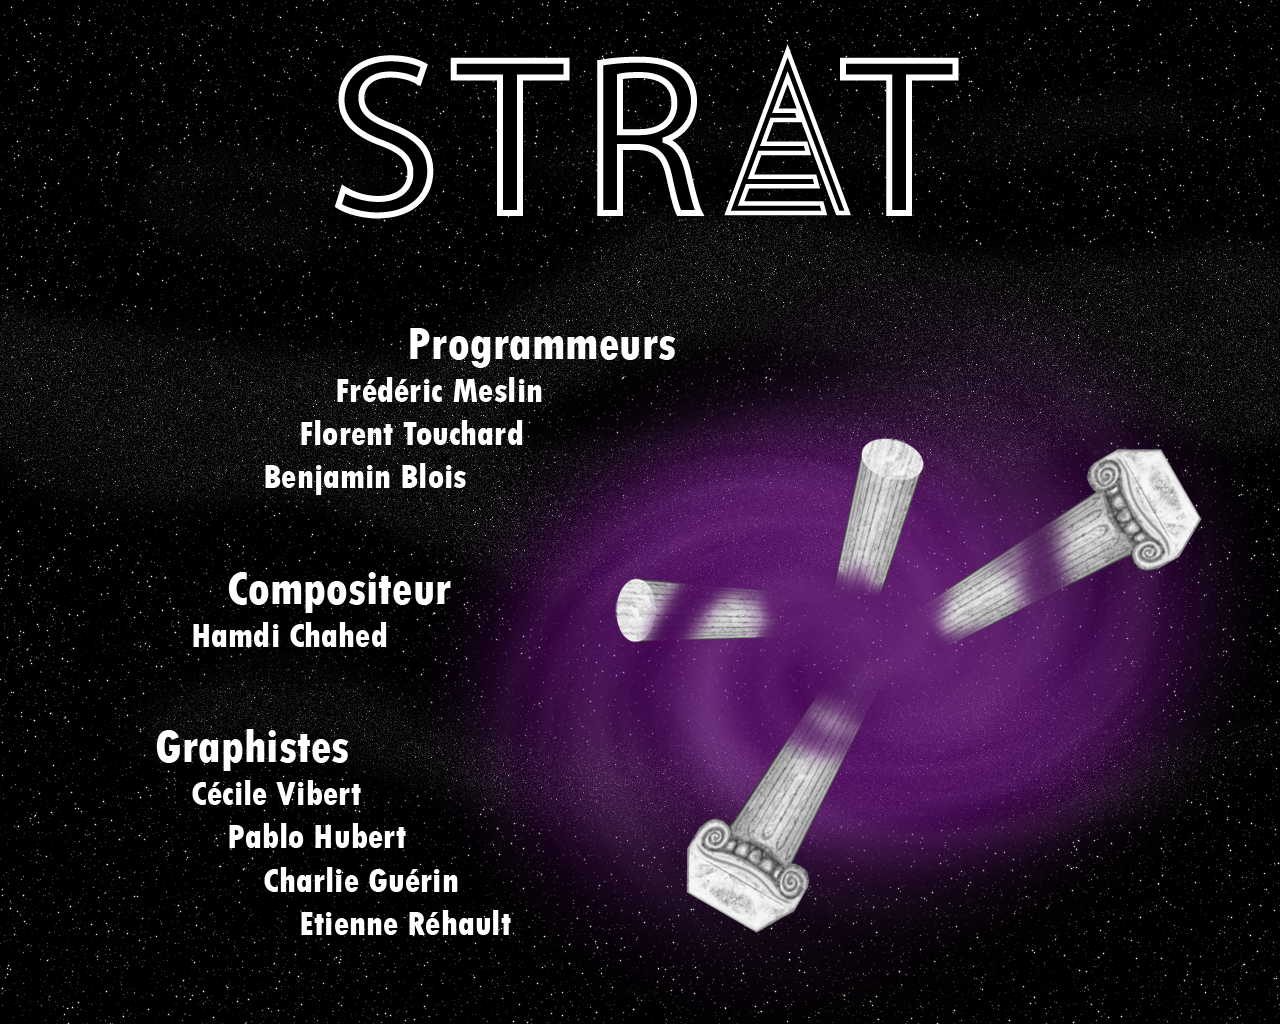 STRAT
Programmeurs
Frédéric Meslin
Florent Touchard
Benjamin Blois
Compositeur
Hamdi Chahed
Graphistes
Cécile Vibert
Pablo Hubert
Charlie Guérin
Etienne Réhault